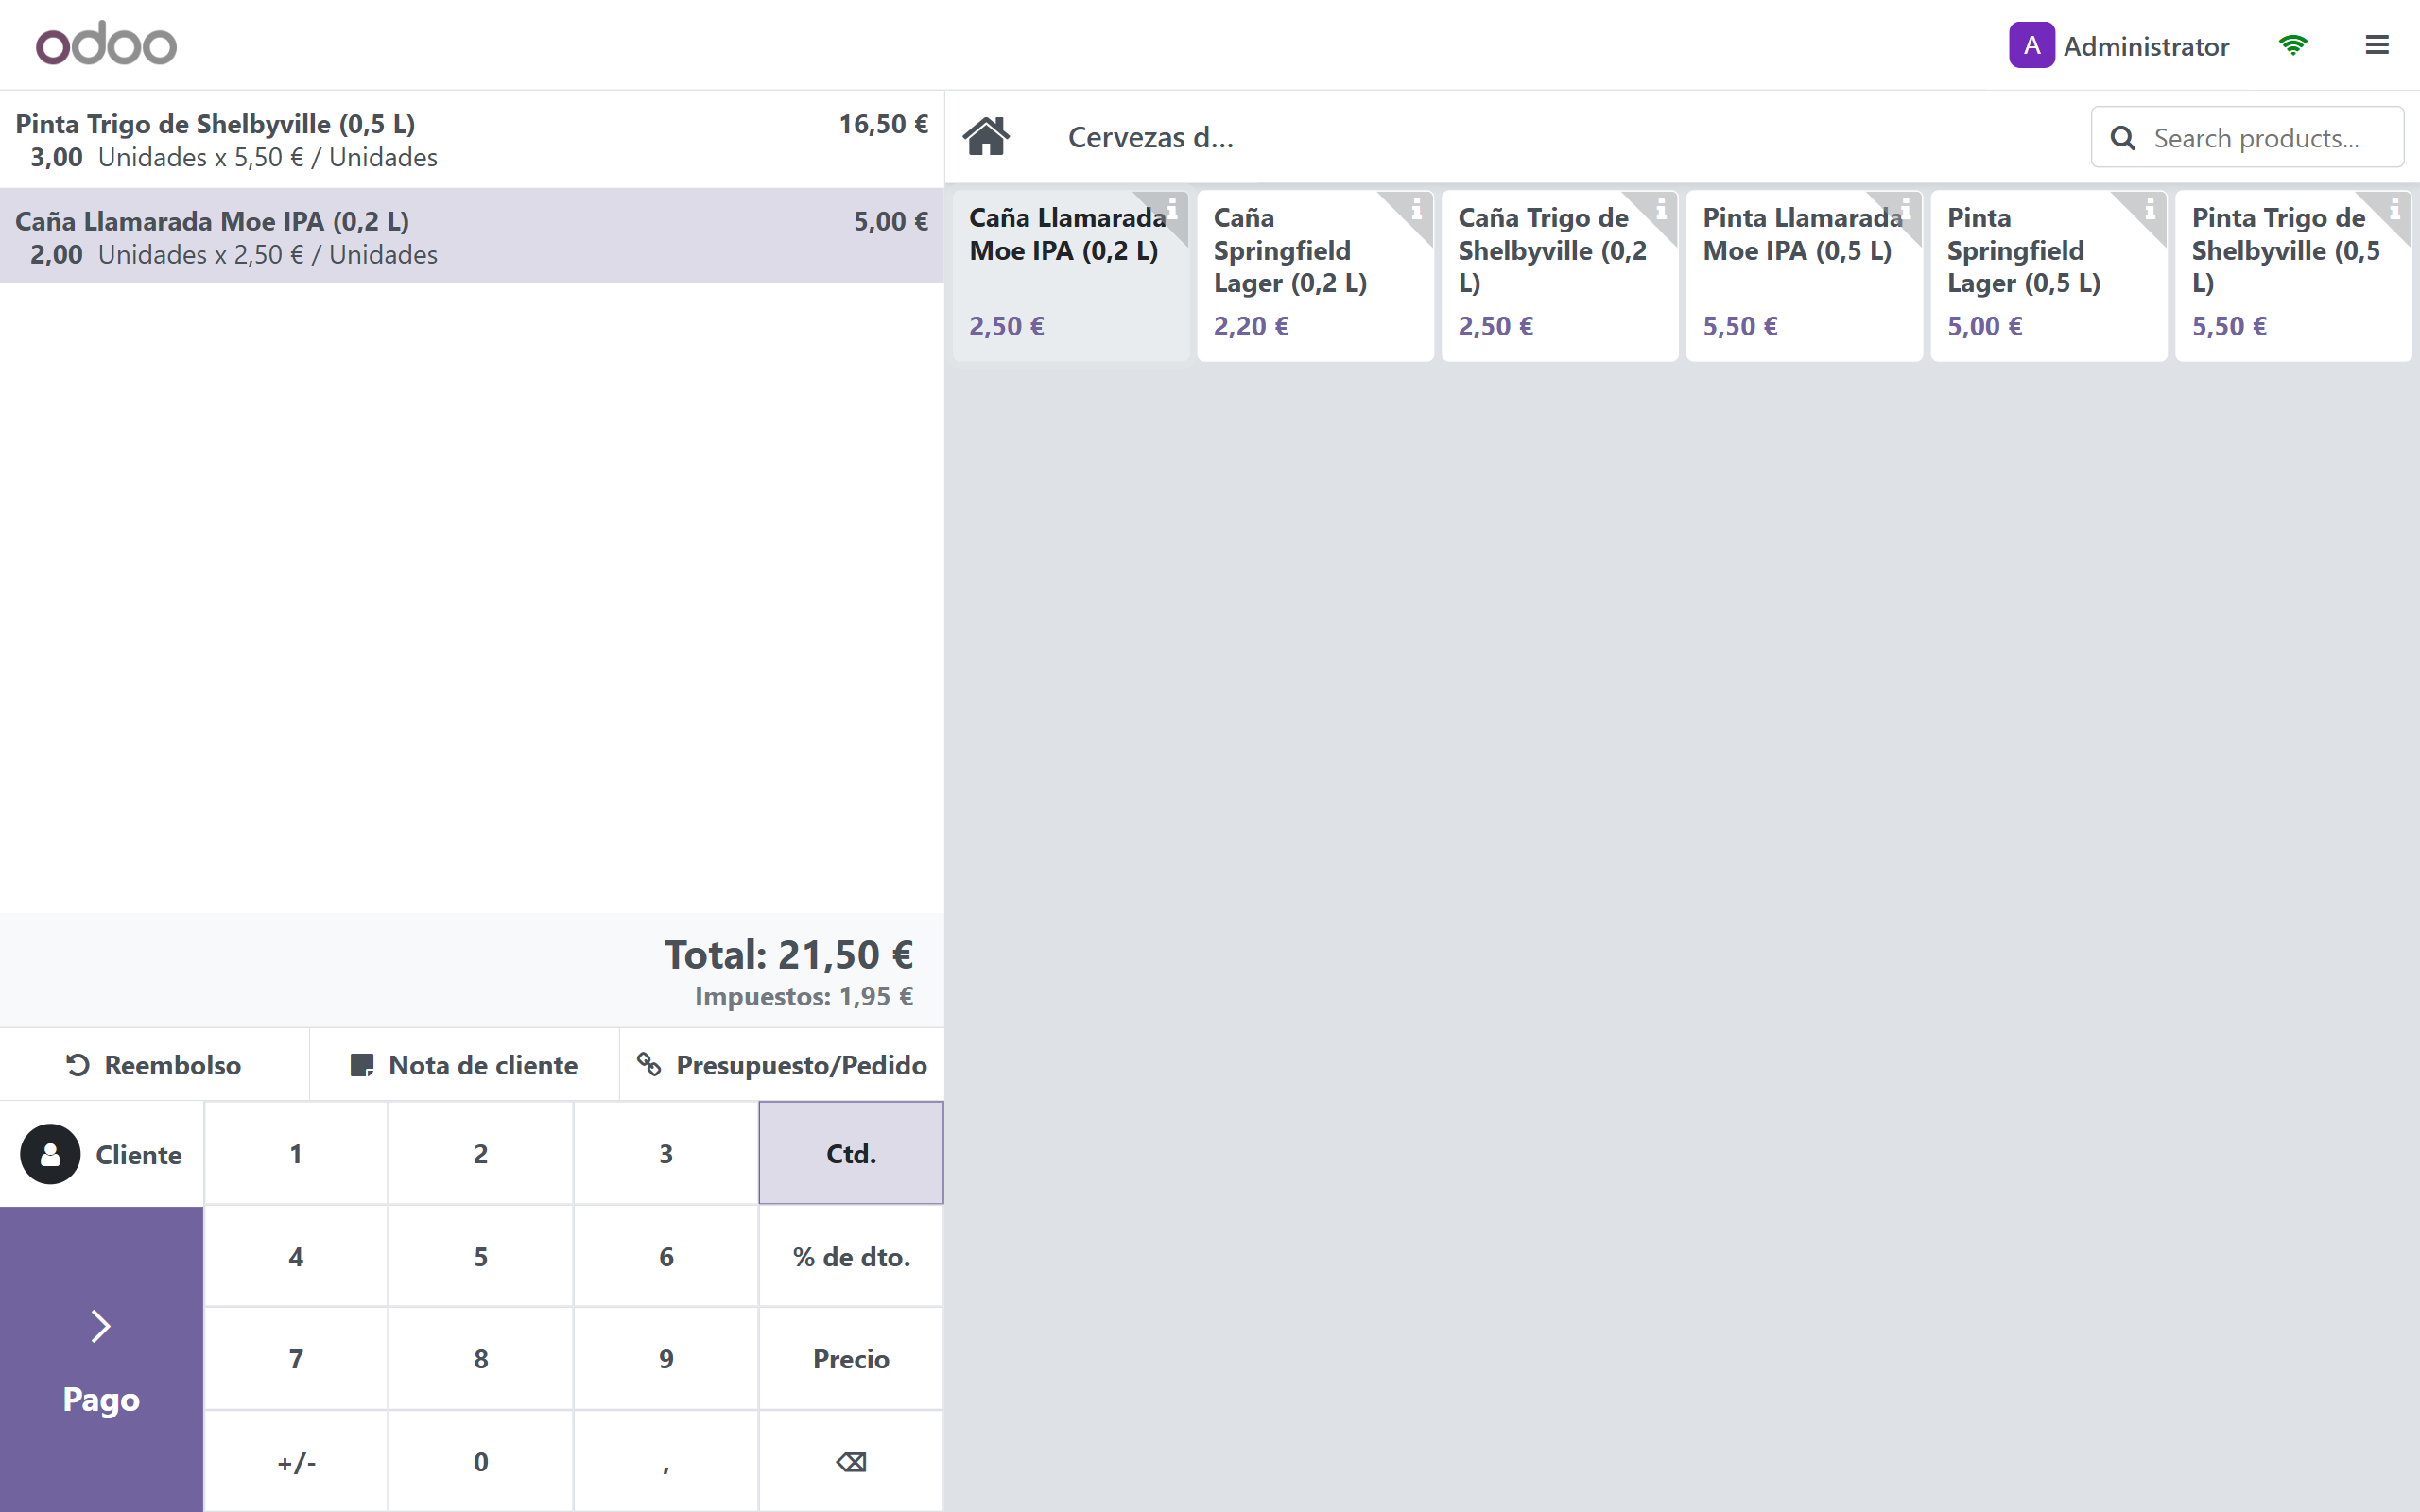 odoo
A Administrator
Pinta Trigo de Shelbyville (0,5 L) 16,50 €
3,00 Unidades x 5,50 € / Unidades
Caña Llamarada Moe IPA (0,2 L) 5,00 €
2,00 Unidades x 2,50 € / Unidades
Total: 21,50 €
Impuestos: 1,95 €
Reembolso
Nota de cliente
Presupuesto/Pedido
Cliente
1 2 3 Ctd.
4 5 6 % de dto.
7 8 9 Precio
+/- 0 , ⌫
Pago
Cervezas d...
Search products...
Caña Llamarada
Moe IPA (0,2 L)
2,50 €
Caña
Springfield
Lager (0,2 L)
2,20 €
Caña Trigo de
Shelbyville (0,2
L)
2,50 €
Pinta Llamarada
Moe IPA (0,5 L)
5,50 €
Pinta
Springfield
Lager (0,5 L)
5,00 €
Pinta Trigo de
Shelbyville (0,5
L)
5,50 €